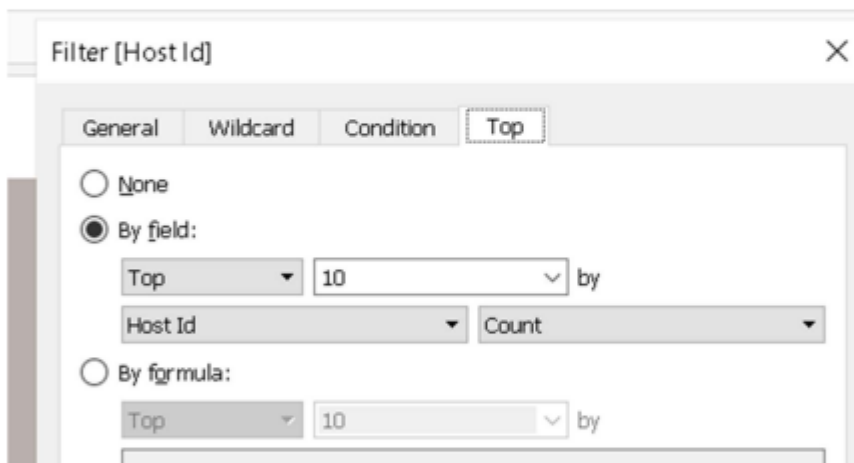 Filter [Host Id]
General Wildcard Condition Top
None
By field:
Top 10 by
Host Id Count
By formula:
Top 10 by